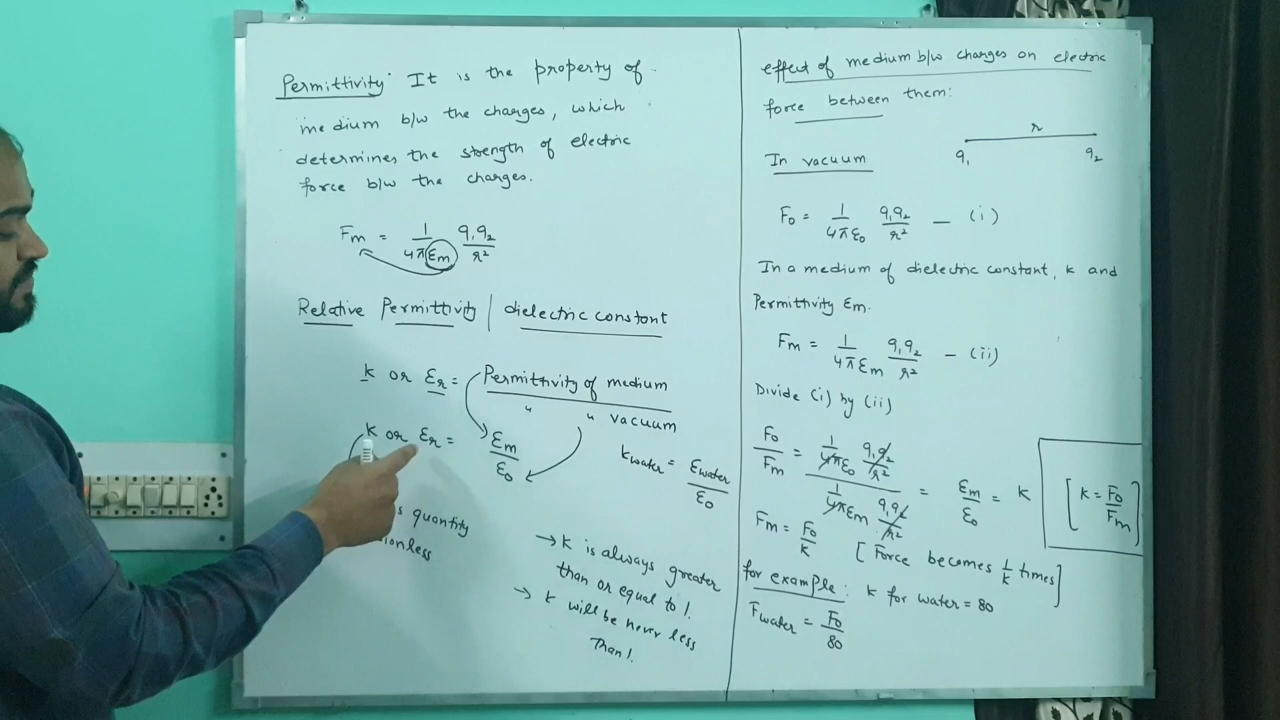 Permittivity: It is the property of
medium b/w the charges, which
determines the strength of electric
force b/w the charges.
Fm = 1/4πεm q1q2/r²
Relative Permittivity | dielectric constant
k or εr = Permittivity of medium / " " vacuum
k or εr = εm/ε0
kwater = εwater/ε0
quantity
→ k is always greater
than or equal to 1.
→ k will be never less
Than 1.
effect of medium b/w charges on electric
force between them:
r
q1 q2
In vacuum
F0 = 1/4πε0 q1q2/r² — (i)
In a medium of dielectric constant, k and
Permittivity εm.
Fm = 1/4πεm q1q2/r² — (ii)
Divide (i) by (ii)
F0/Fm = 1/4πε0 q1q2/r² / 1/4πεm q1q2/r² = εm/ε0 = k [k = F0/Fm]
Fm = F0/k [Force becomes 1/k times]
for example: k for water = 80
Fwater = F0/80